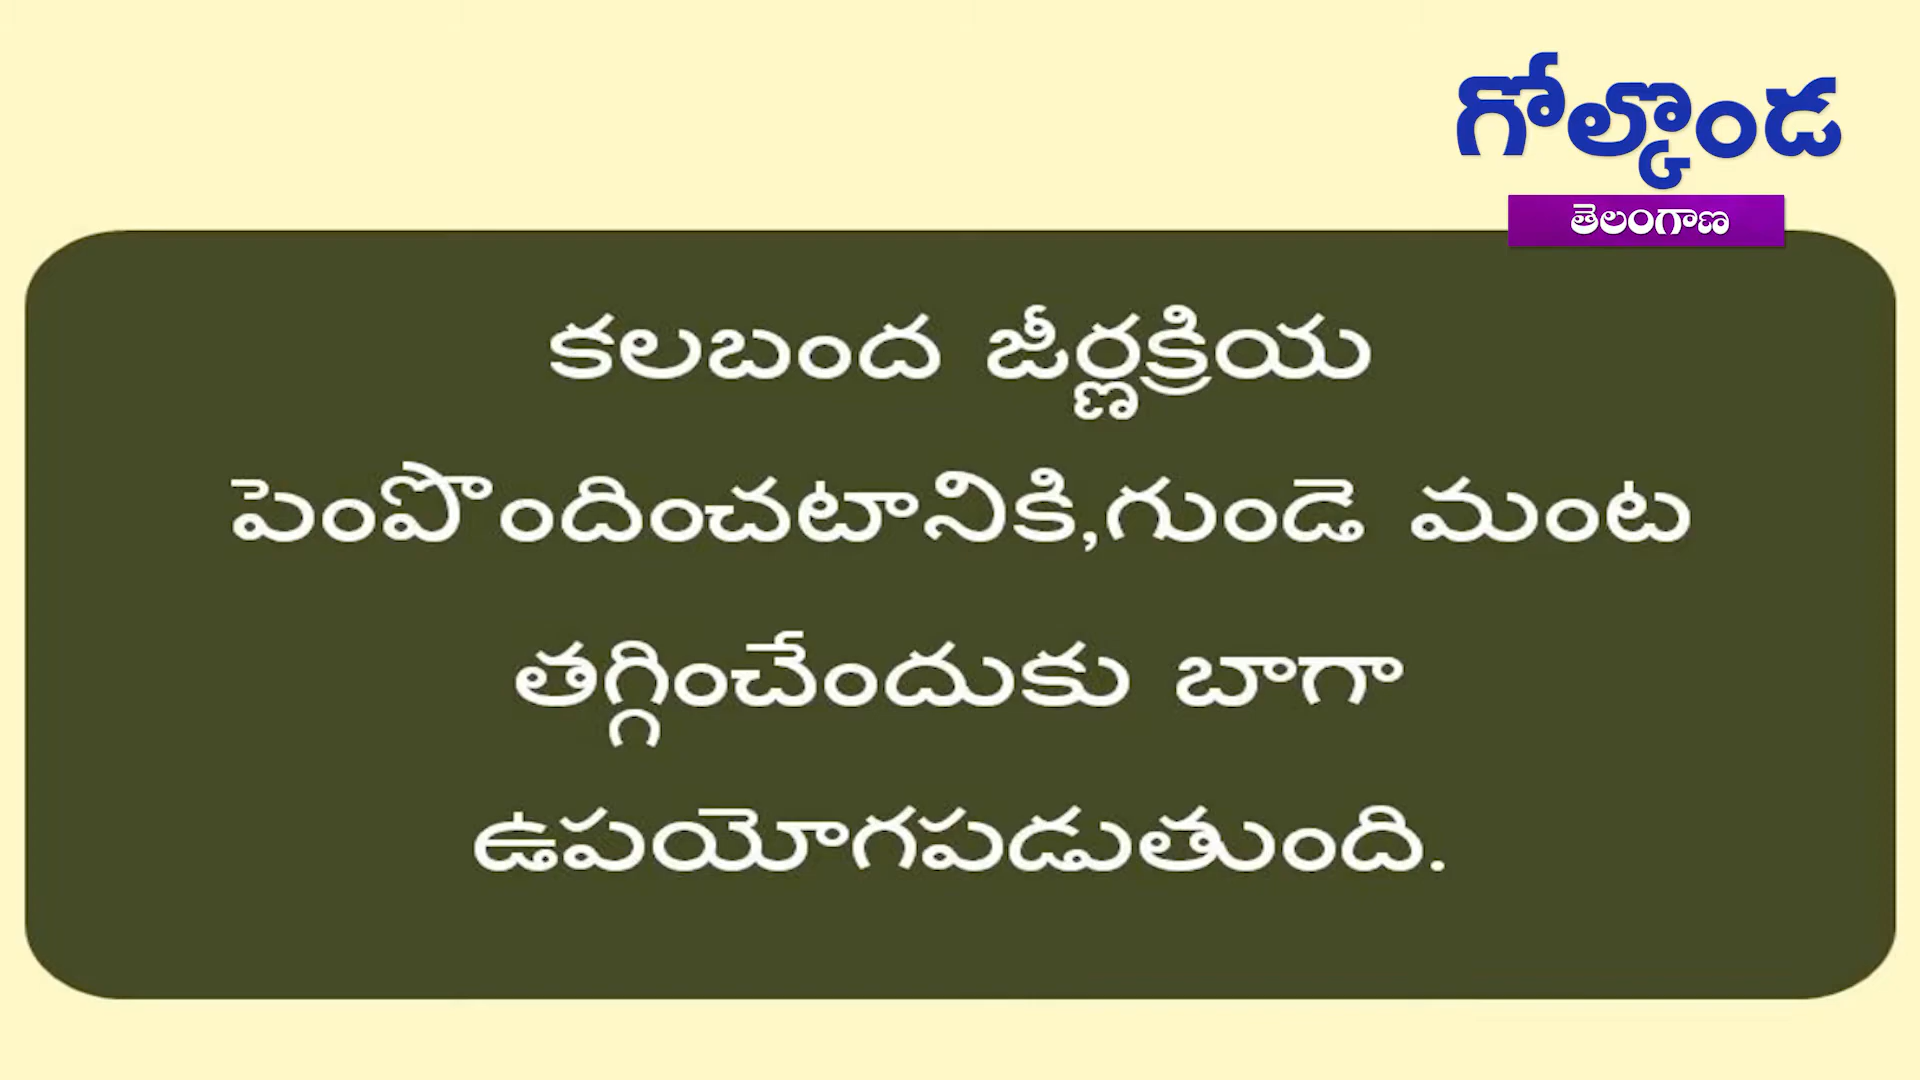 గోల్కొండ
తెలంగాణ
కలబంద జీర్ణక్రియ
పెంపొందించటానికి,గుండె మంట
తగ్గించేందుకు బాగా
ఉపయోగపడుతుంది.